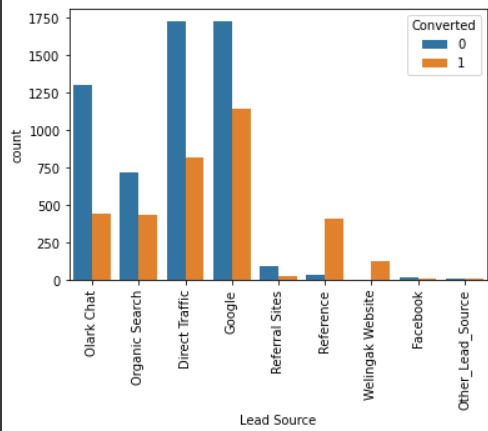 Converted
0
1
1750
1500
1250
1000
750
500
250
0
count
Olark Chat
Organic Search
Direct Traffic
Google
Referral Sites
Reference
Welingak Website
Facebook
Other_Lead_Source
Lead Source